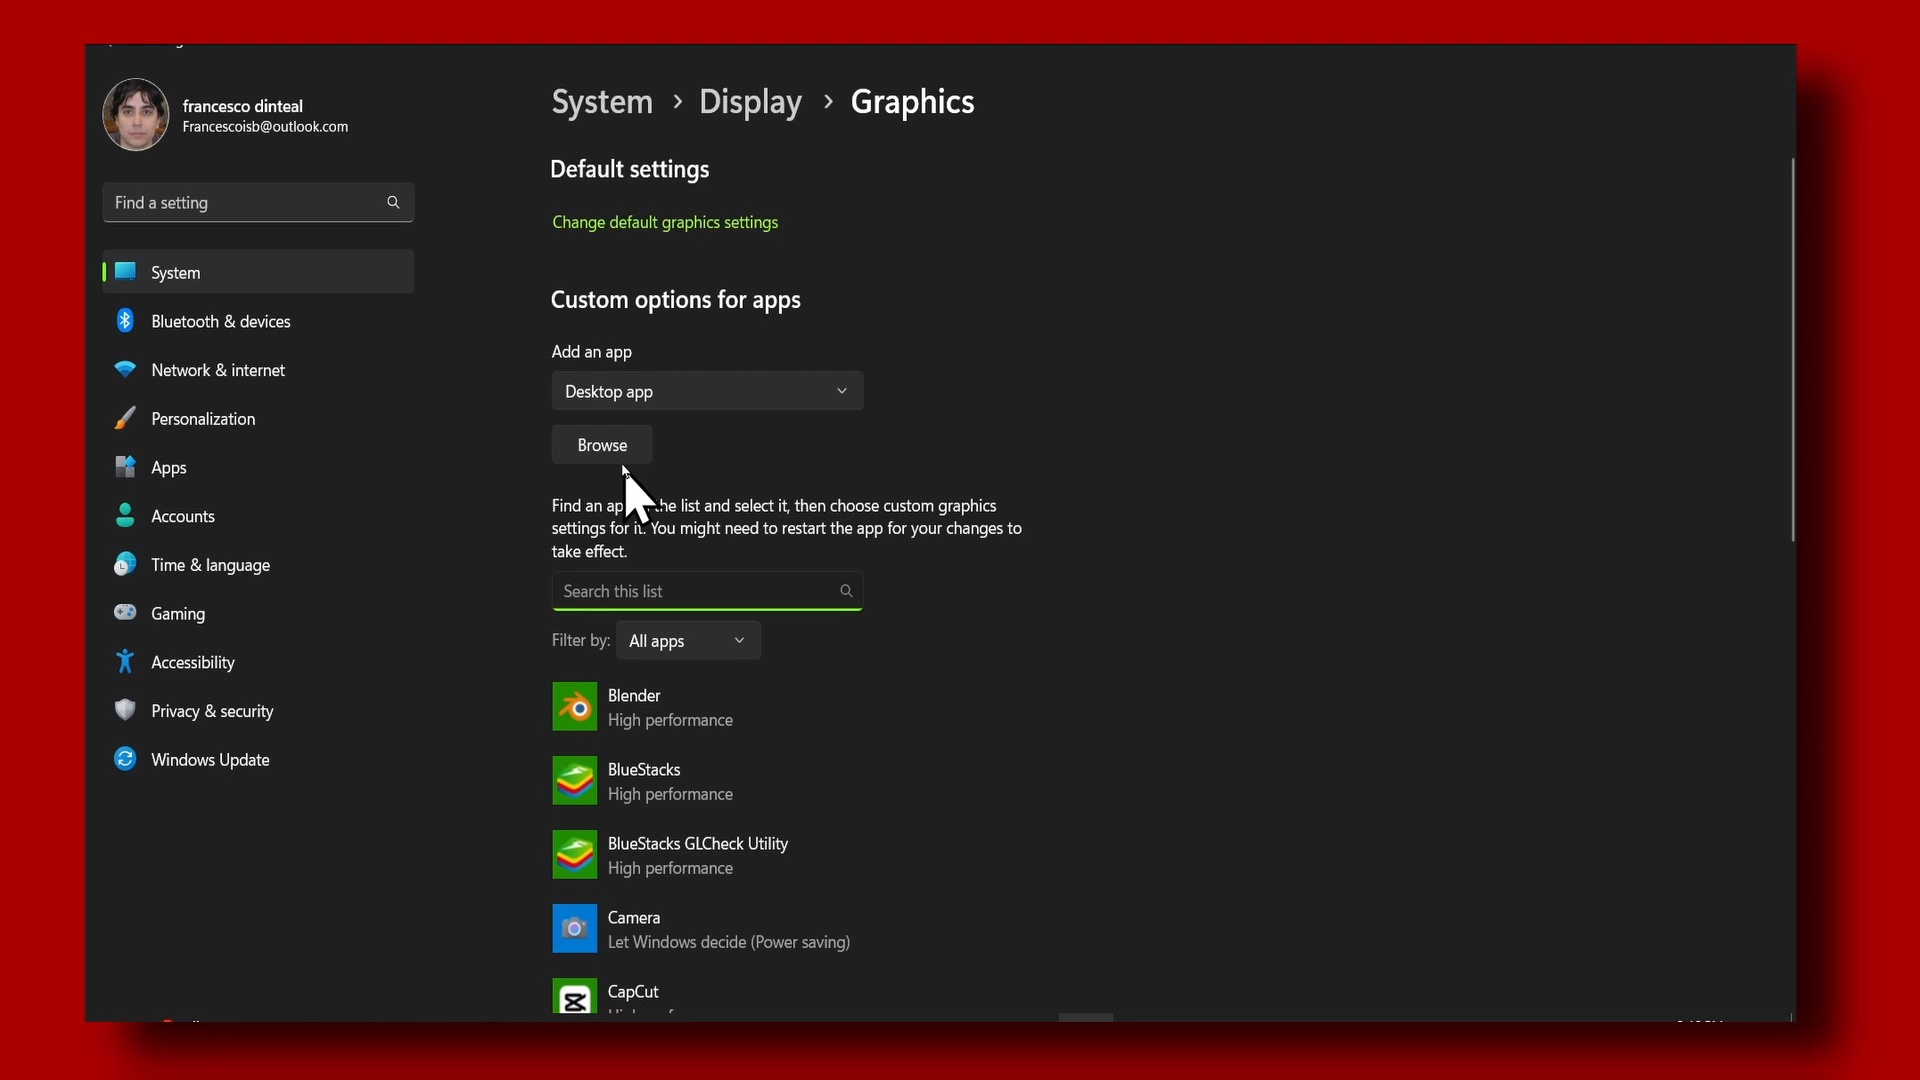 francesco dinteal
Francescoisb@outlook.com
Find a setting
System
Bluetooth & devices
Network & internet
Personalization
Apps
Accounts
Time & language
Gaming
Accessibility
Privacy & security
Windows Update
System > Display > Graphics
Default settings
Change default graphics settings
Custom options for apps
Add an app
Desktop app
Browse
Find an ap he list and select it, then choose custom graphics
settings for it. You might need to restart the app for your changes to
take effect.
Search this list
Filter by: All apps
Blender
High performance
BlueStacks
High performance
BlueStacks GLCheck Utility
High performance
Camera
Let Windows decide (Power saving)
CapCut